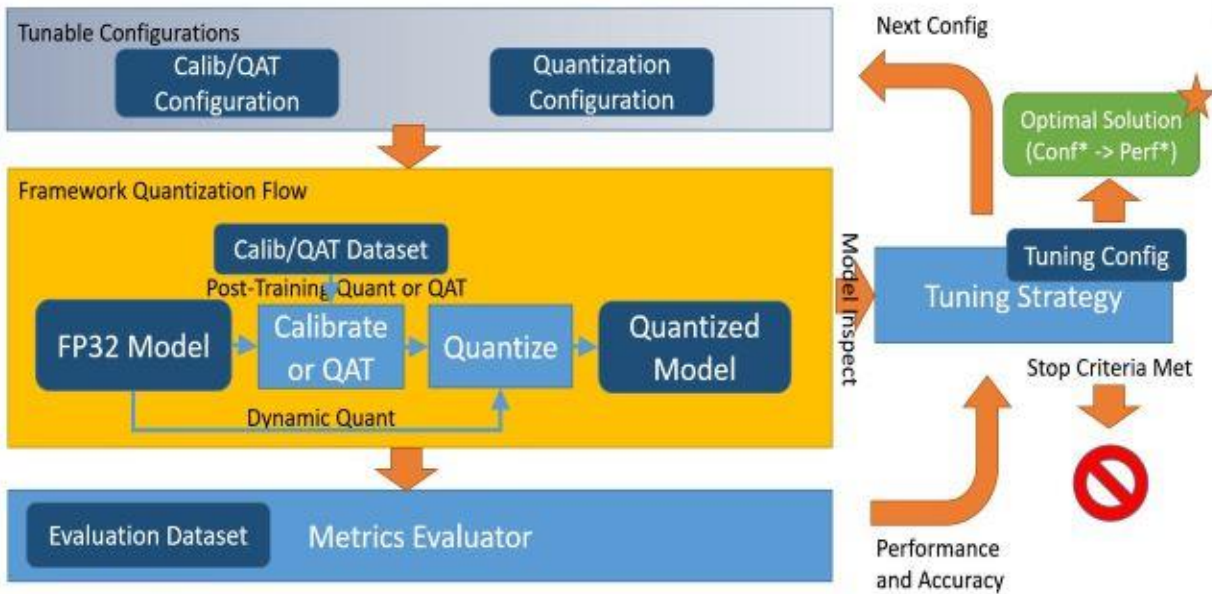 Tunable Configurations
Calib/QAT
Configuration
Quantization
Configuration
Next Config
Optimal Solution
(Conf* -> Perf*)
Framework Quantization Flow
Calib/QAT Dataset
Post-Training Quant or QAT
FP32 Model
Calibrate
or QAT
Quantize
Quantized
Model
Dynamic Quant
Model Inspect
Tuning Config
Tuning Strategy
Stop Criteria Met
Evaluation Dataset
Metrics Evaluator
Performance
and Accuracy